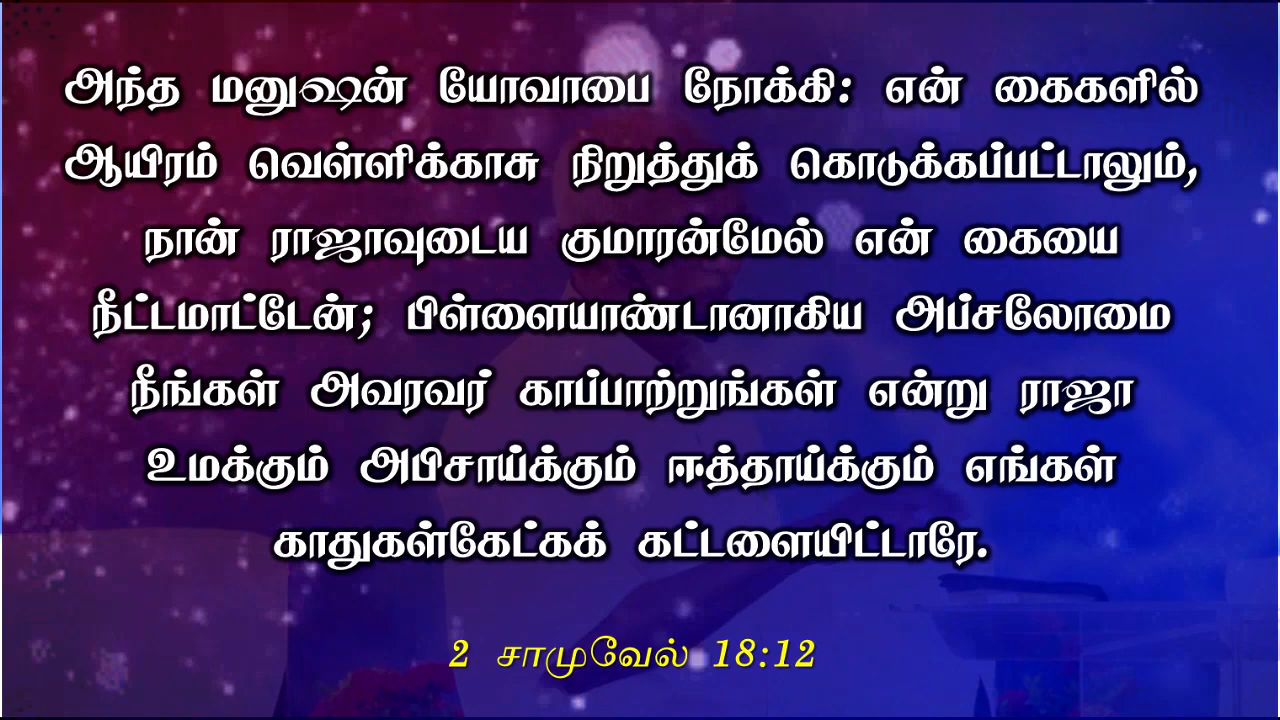 அந்த மனுஷன் யோவாபை நோக்கி: என் கைகளில்
ஆயிரம் வெள்ளிக்காசு நிறுத்துக் கொடுக்கப்பட்டாலும்,
நான் ராஜாவுடைய குமாரன்மேல் என் கையை
நீட்டமாட்டேன்; பிள்ளையாண்டானாகிய அப்சலோமை
நீங்கள் அவரவர் காப்பாற்றுங்கள் என்று ராஜா
உமக்கும் அபிசாய்க்கும் ஈத்தாய்க்கும் எங்கள்
காதுகள்கேட்கக் கட்டளையிட்டாரே.
2 சாமுவேல் 18:12